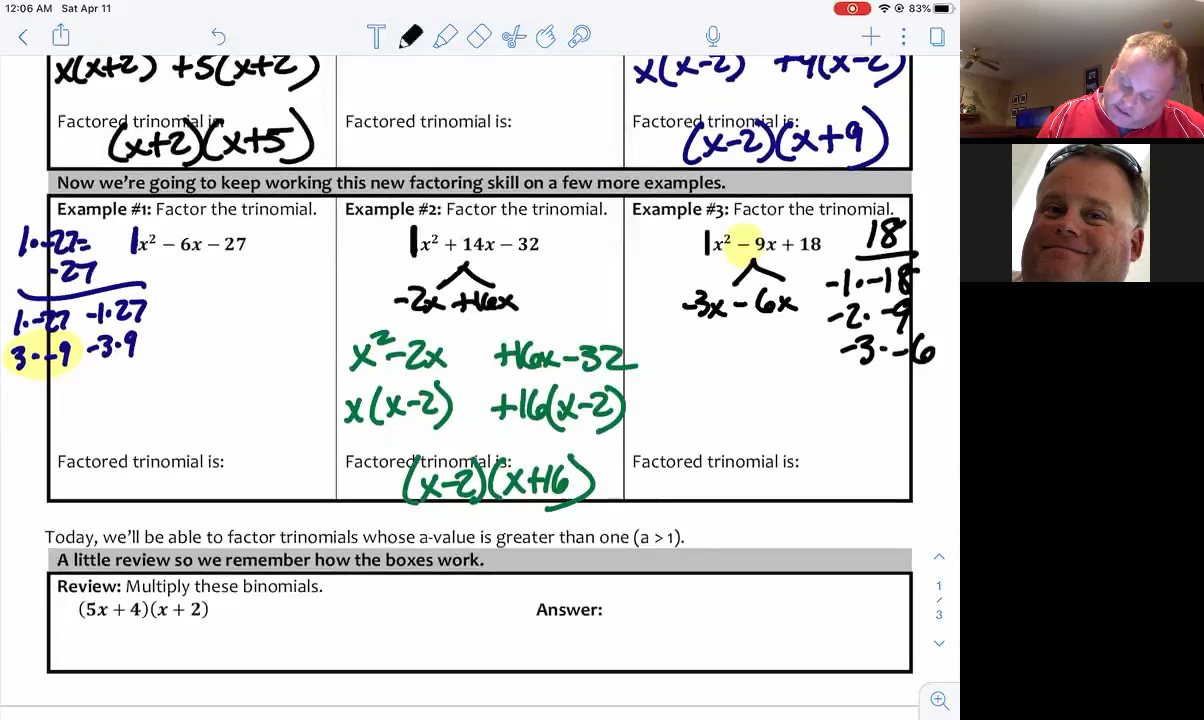 12:06 AM Sat Apr 11
83%
T
x(x+2) +5(x+2)
x(x-2) +9(x-2)
Factored trinomial is:
(x+2)(x+5)
Factored trinomial is:
Factored trinomial is:
(x-2)(x+9)
Now we’re going to keep working this new factoring skill on a few more examples.
Example #1: Factor the trinomial.
1x² − 6x − 27
1·-27=
-27
1·-27 -1·27
3·-9 -3·9
Factored trinomial is:
Example #2: Factor the trinomial.
1x² + 14x − 32
-2x +16x
x²-2x +16x-32
x(x-2) +16(x-2)
Factored trinomial is:
(x-2)(x+16)
Example #3: Factor the trinomial.
1x² − 9x + 18
-3x -6x
18
-1·-18
-2·-9
-3·-6
Factored trinomial is:
Today, we’ll be able to factor trinomials whose a-value is greater than one (a > 1).
A little review so we remember how the boxes work.
Review: Multiply these binomials.
(5x + 4)(x + 2)
Answer:
1
/
3